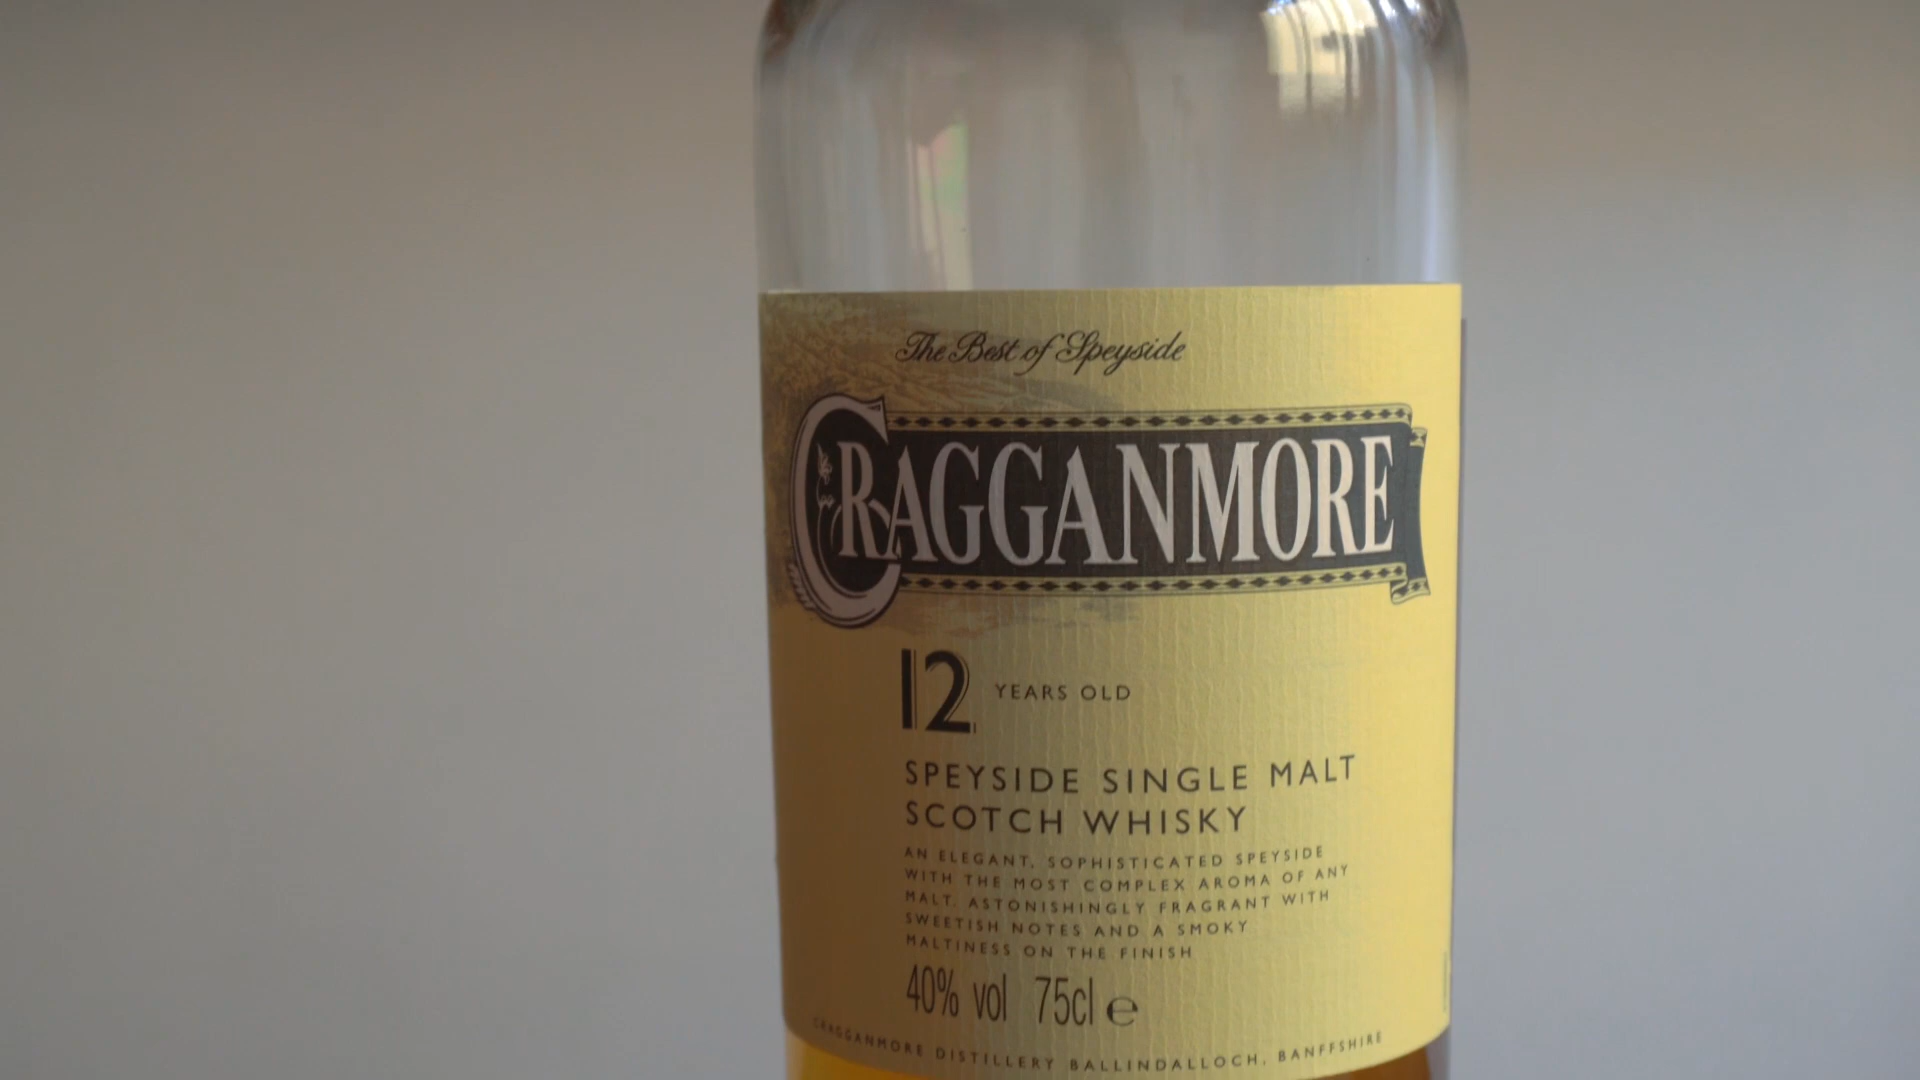 The Best of Speyside
CRAGGANMORE
12 YEARS OLD
SPEYSIDE SINGLE MALT
SCOTCH WHISKY
AN ELEGANT, SOPHISTICATED SPEYSIDE
WITH THE MOST COMPLEX AROMA OF ANY
MALT. ASTONISHINGLY FRAGRANT WITH
SWEETISH NOTES AND A SMOKY
MALTINESS ON THE FINISH
40% vol 75cl e
CRAGGANMORE DISTILLERY BALLINDALLOCH, BANFFSHIRE